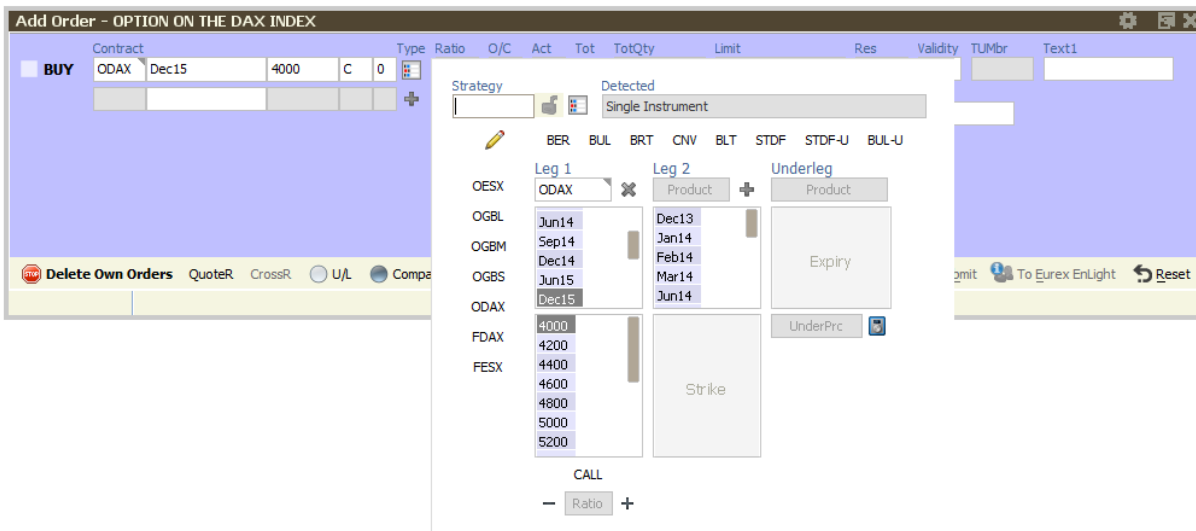 Add Order - OPTION ON THE DAX INDEX
Contract Type Ratio O/C Act Tot TotQty Limit Res Validity TUMbr Text1
BUY ODAX Dec15 4000 C 0
Strategy Detected
Single Instrument
BER BUL BRT CNV BLT STDF STDF-U BUL-U
Leg 1 Leg 2 Underleg
OESX ODAX Product Product
OGBL Jun14 Dec13
OGBM Sep14 Jan14
Dec14 Feb14 Expiry
OGBS Jun15 Mar14
Dec15 Jun14
STOP Delete Own Orders QuoteR CrossR U/L Compa To Eurex EnLight Reset
ODAX
4000 UnderPrc
FDAX 4200
FESX 4400
4600 Strike
4800
5000
5200
CALL
Ratio